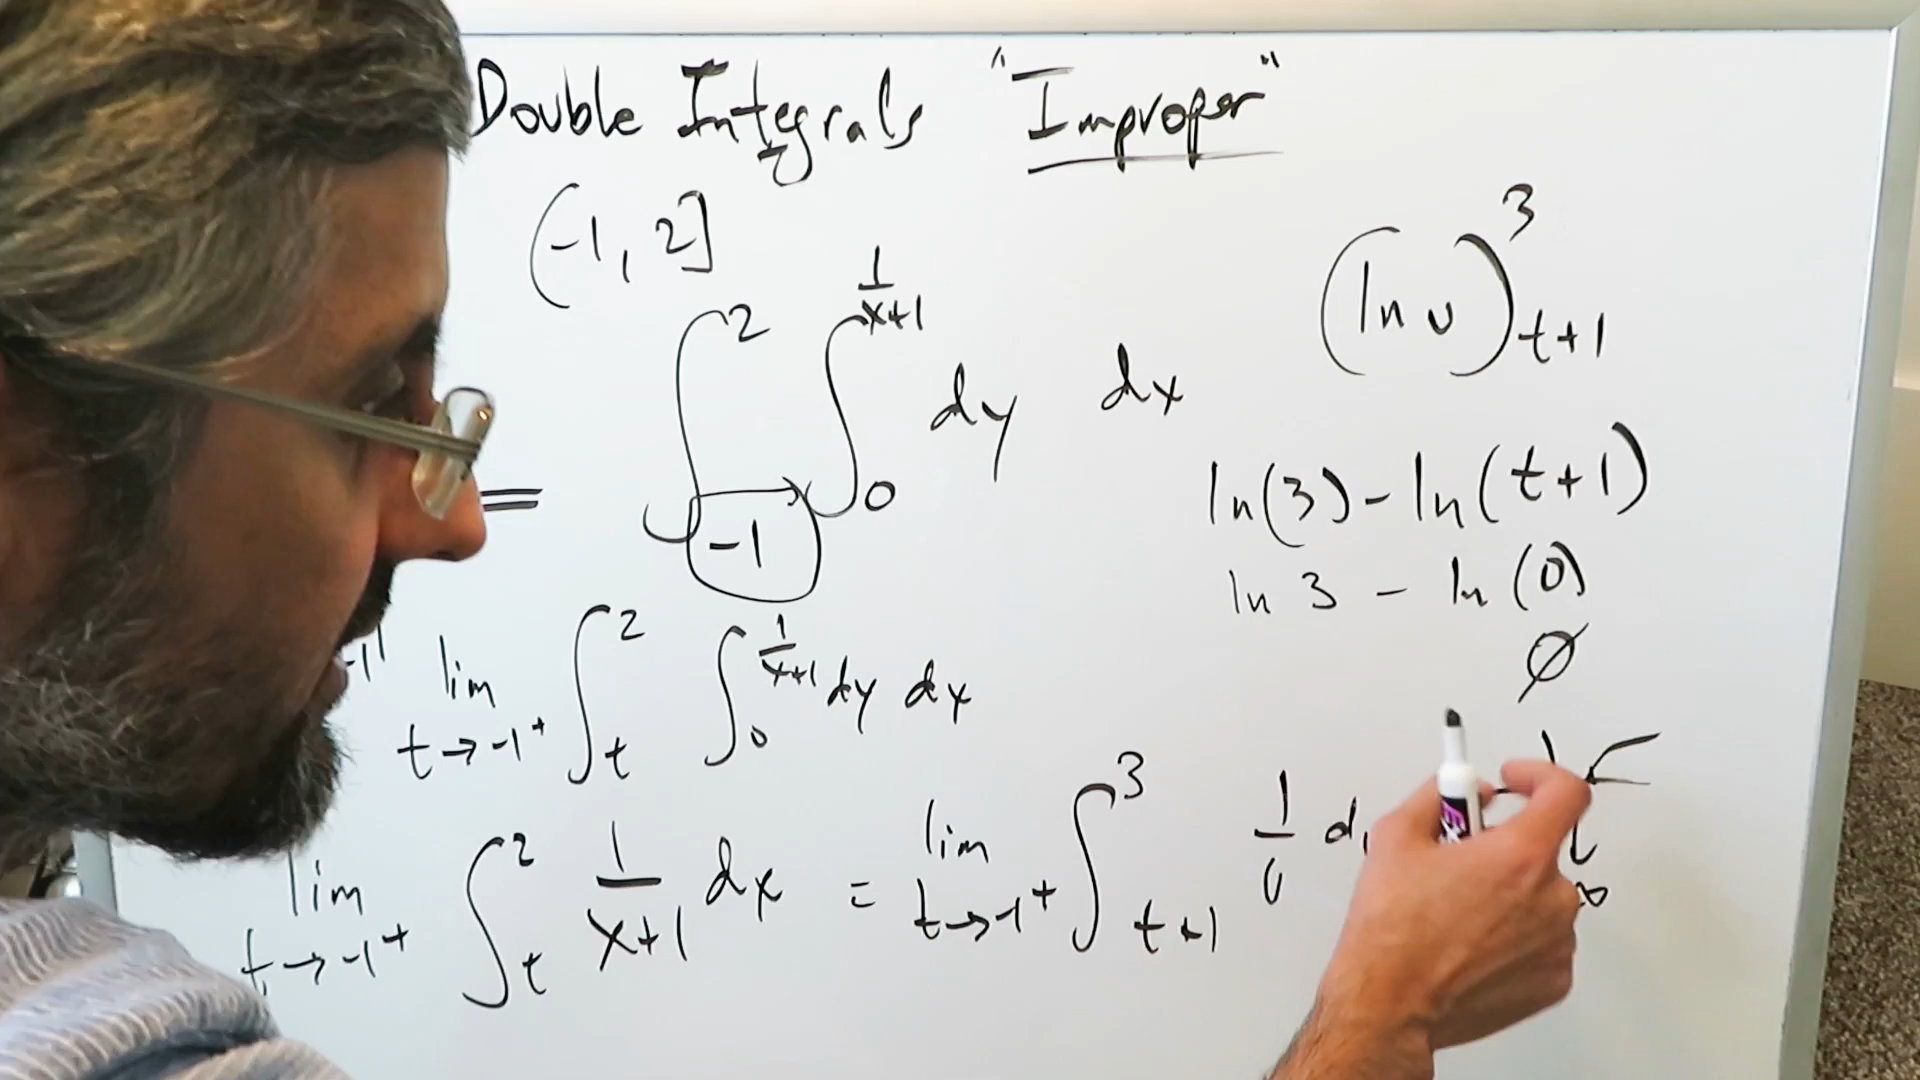 Double Integrals "Improper"
(-1, 2]
= ∫_{-1}^{2} ∫_{0}^{1/(x+1)} dy dx
lim t→-1⁺ ∫_{t}^{2} ∫_{0}^{1/(x+1)} dy dx
lim t→-1⁺ ∫_{t}^{2} 1/(x+1) dx = lim t→-1⁺ ∫_{t+1}^{3} 1/u
(ln u)_{t+1}^{3}
ln(3) - ln(t+1)
ln 3 - ln(0)
∅